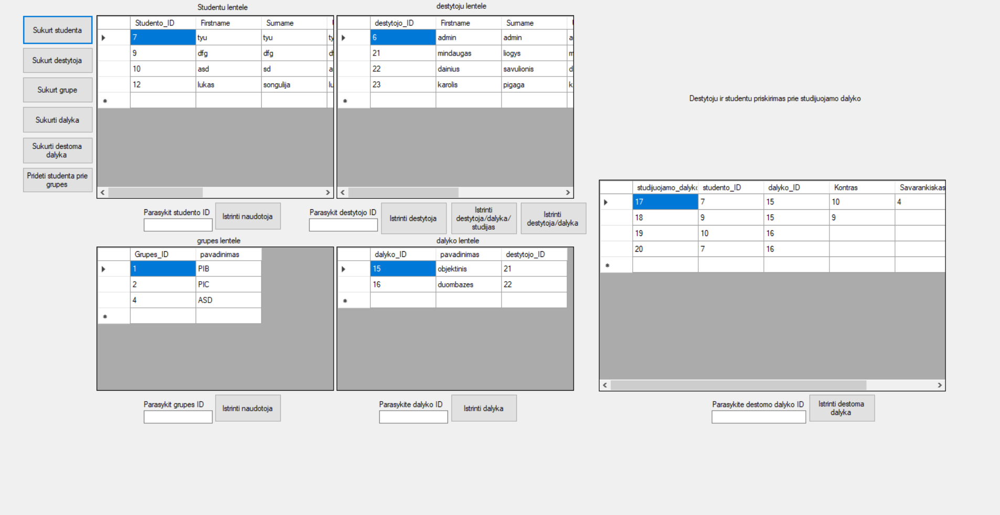 Studentu lentele
destytoju lentele
Sukurt studenta
Sukurt destytoja
Sukurt grupe
Sukurti dalyka
Sukurti destoma
dalyka
Prideti studenta prie
grupes
Studento_ID Firstname Surname
7 tyu tyu ty
9 dfg dfg df
10 asd sd a
12 lukas songulija lu
destytojo_ID Firstname Surname
6 admin admin a
21 mindaugas liogys m
22 dainius savulionis d
23 karolis pigaga k
Destytoju ir studentu priskirimas prie studijuojamo dalyko
Parasykit studento ID
Istrinti naudotoja
Parasykit destytojo ID
Istrinti destytoja
Istrinti
destytoja/dalyka/
studijas
Istrinti
destytoja/dalyka
grupes lentele
dalyko lentele
Grupes_ID pavadinimas
1 PIB
2 PIC
4 ASD
dalyko_ID pavadinimas destytojo_ID
15 objektinis 21
16 duombazes 22
studijuojamo_dalyko studento_ID dalyko_ID Kontras Savarankiskas
17 7 15 10 4
18 9 15 9
19 10 16
20 7 16
Parasykit grupes ID
Istrinti naudotoja
Parasykite dalyko ID
Istrinti dalyka
Parasykite destomo dalyko ID
Istrinti destoma
dalyka